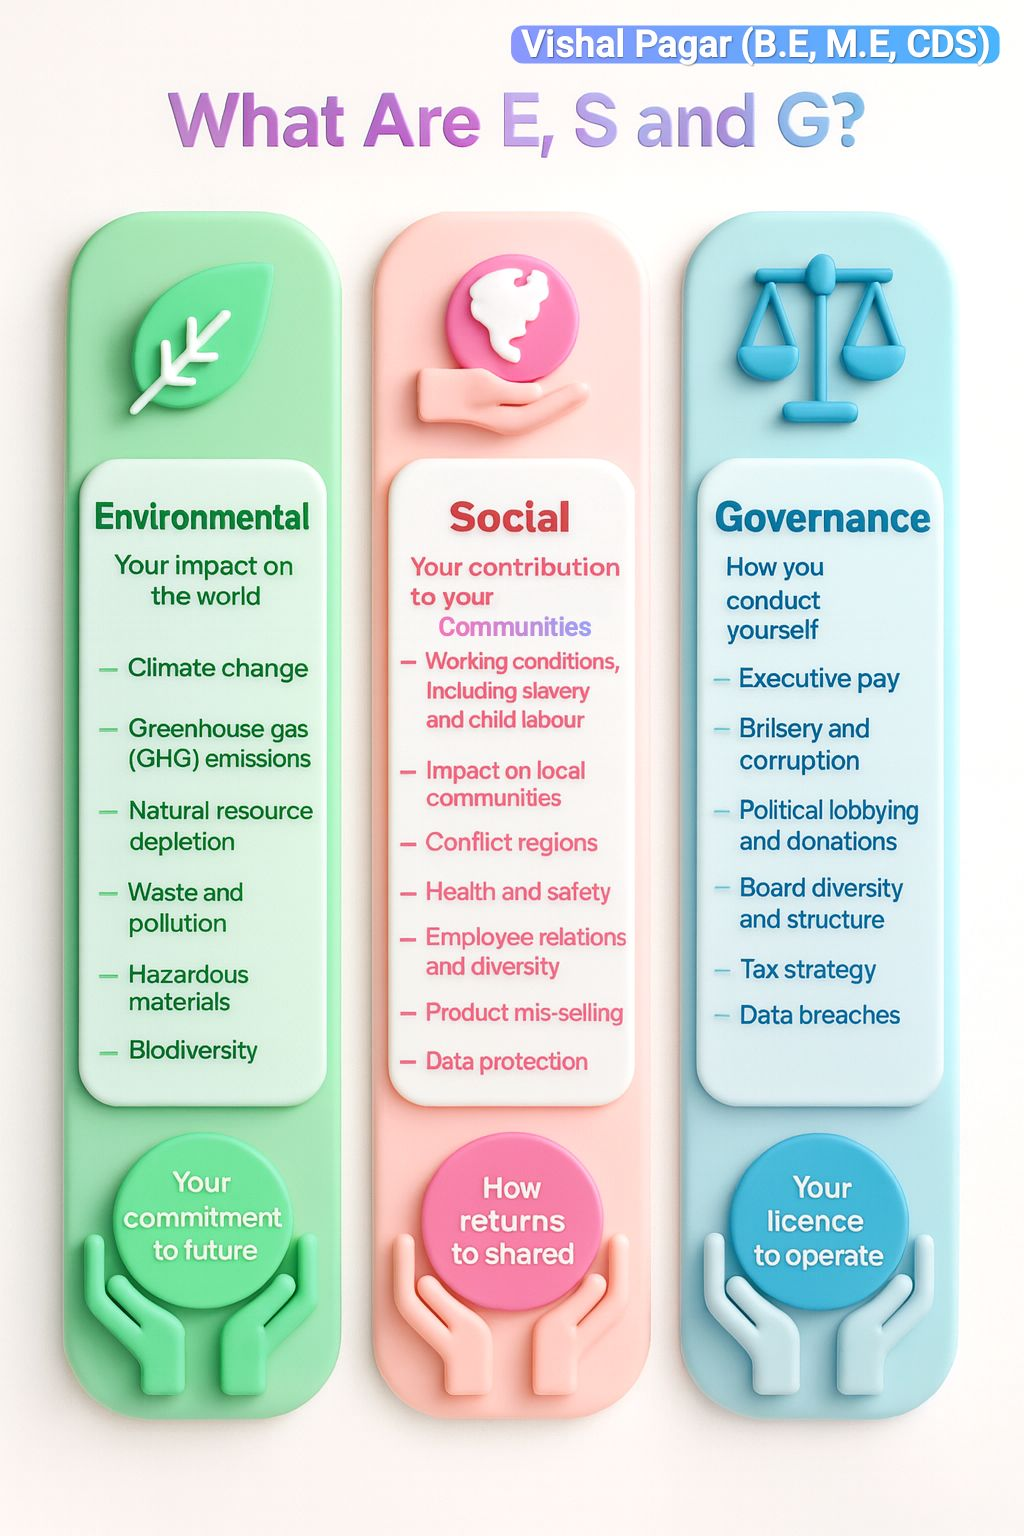 Vishal Pagar (B.E, M.E, CDS)
What Are E, S and G?
Environmental
Your impact on
the world
– Climate change
– Greenhouse gas
(GHG) emissions
– Natural resource
depletion
– Waste and
pollution
– Hazardous
materials
– Blodiversity
Your
commitment
to future
Social
Your contribution
to your
Communities
– Working conditions,
Including slavery
and child labour
– Impact on local
communities
– Conflict regions
– Health and safety
– Employee relations
and diversity
– Product mis-selling
– Data protection
How
returns
to shared
Governance
How you
conduct
yourself
– Executive pay
– Brilsery and
corruption
– Political lobbying
and donations
– Board diversity
and structure
– Tax strategy
– Data breaches
Your
licence
to operate